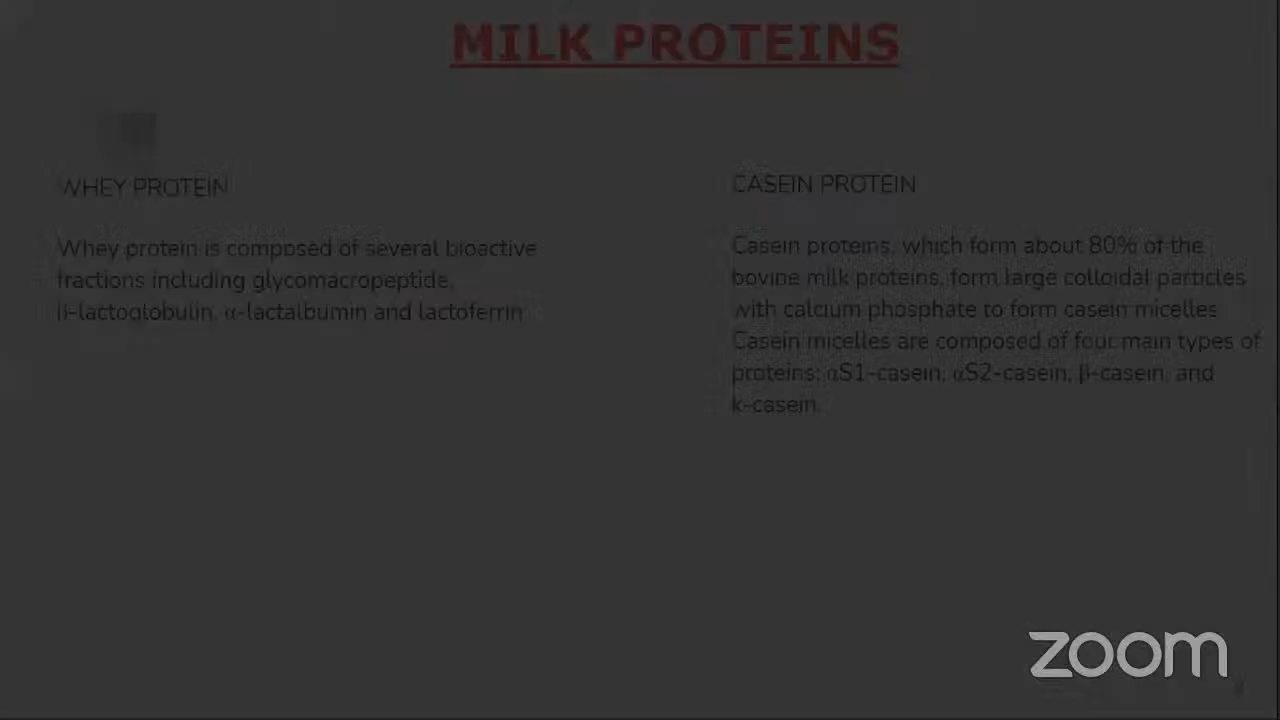 MILK PROTEINS
WHEY PROTEIN
Whey protein is composed of several bioactive
fractions including glycomacropeptide,
β-lactoglobulin, α-lactalbumin and lactoferrin
CASEIN PROTEIN
Casein proteins, which form about 80% of the
bovine milk proteins, form large colloidal particles
with calcium phosphate to form casein micelles
Casein micelles are composed of four main types of
proteins: αS1-casein, αS2-casein, β-casein, and
k-casein.
zoom